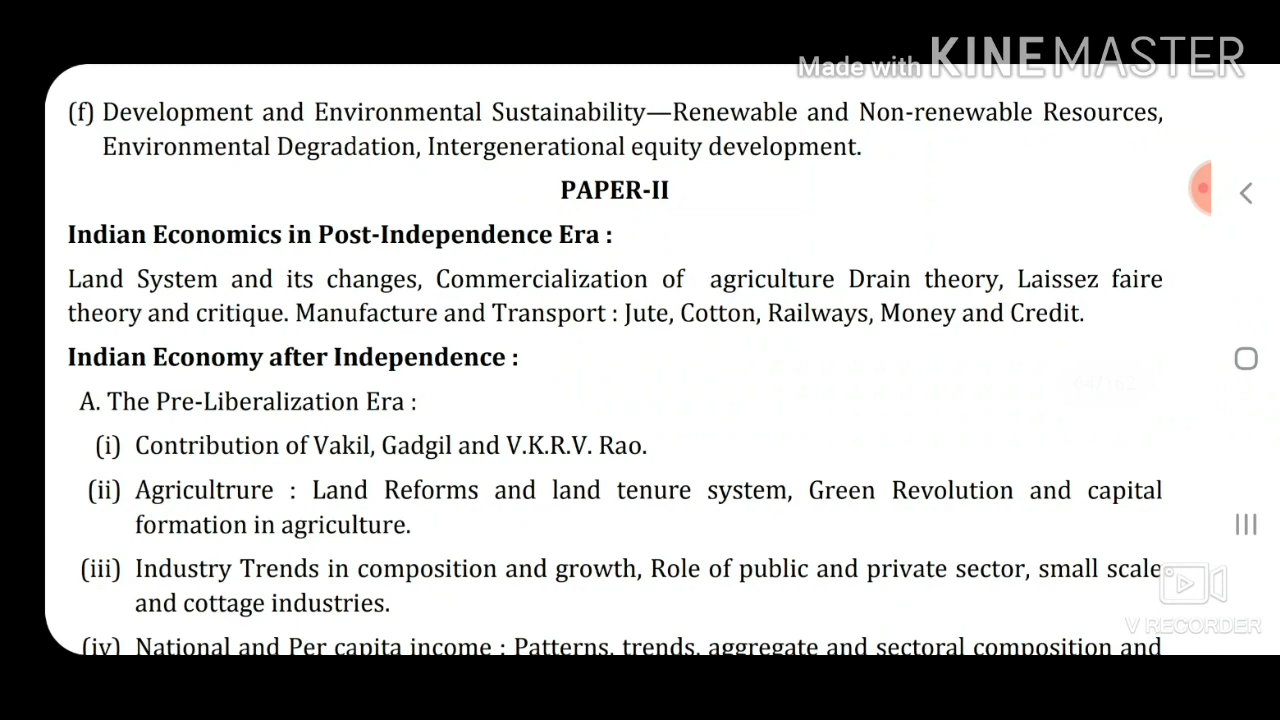 Made with KINEMASTER
(f) Development and Environmental Sustainability—Renewable and Non-renewable Resources,
Environmental Degradation, Intergenerational equity development.
PAPER-II
Indian Economics in Post-Independence Era :
Land System and its changes, Commercialization of agriculture Drain theory, Laissez faire
theory and critique. Manufacture and Transport : Jute, Cotton, Railways, Money and Credit.
Indian Economy after Independence :
64/162
A. The Pre-Liberalization Era :
(i) Contribution of Vakil, Gadgil and V.K.R.V. Rao.
(ii) Agricultrure : Land Reforms and land tenure system, Green Revolution and capital
formation in agriculture.
(iii) Industry Trends in composition and growth, Role of public and private sector, small scale
and cottage industries.
V RECORDER
(iv) National and Per capita income : Patterns, trends, aggregate and sectoral composition and